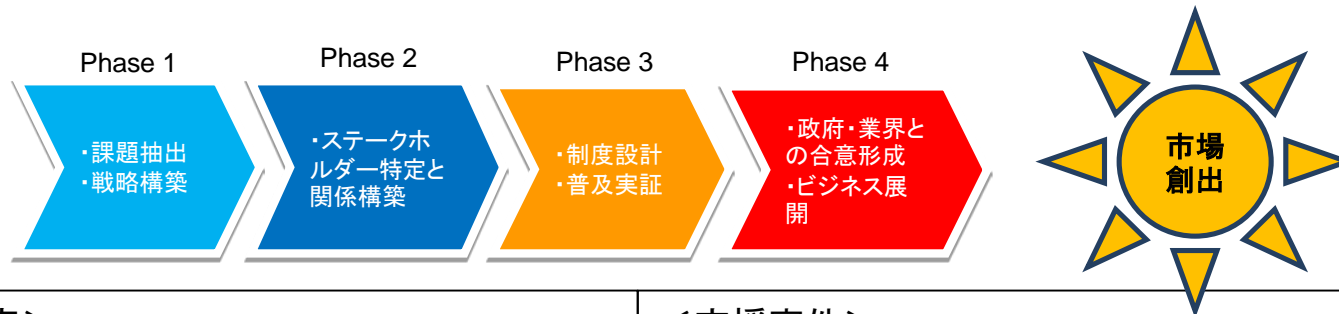 Phase 1
Phase 2
Phase 3
Phase 4
・課題抽出
・戦略構築
・ステークホ
ルダー特定と
関係構築
・制度設計
・普及実証
・政府・業界と
の合意形成
・ビジネス展
開
市場
創出